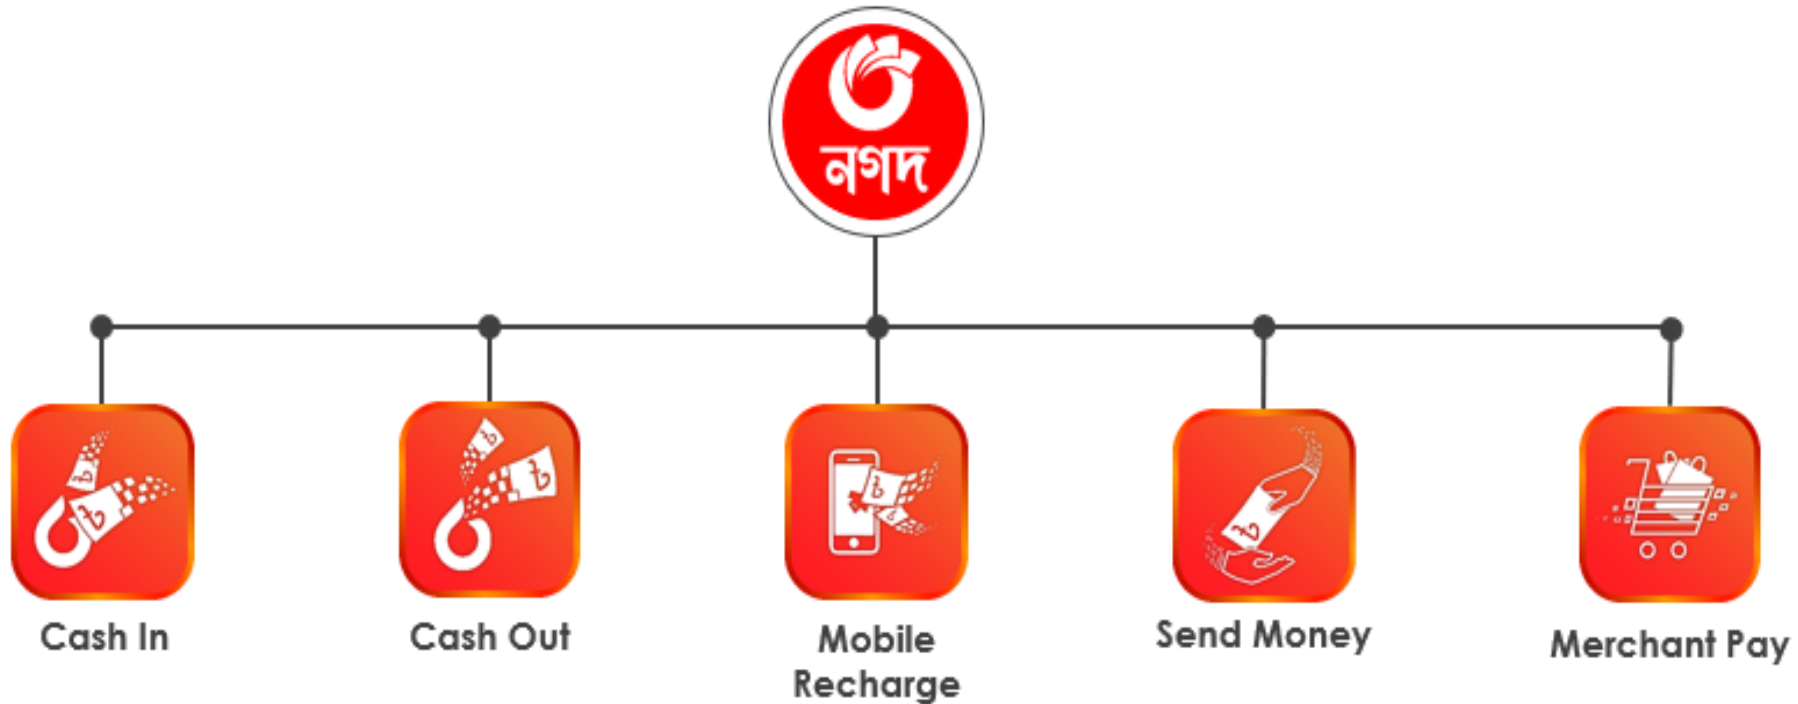 নগদ
Cash In
Cash Out
Mobile
Recharge
Send Money
Merchant Pay